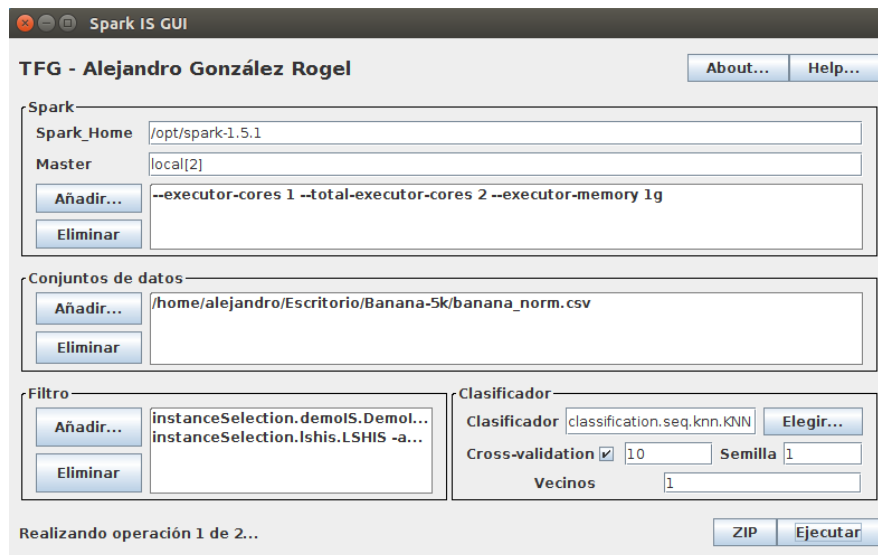 Spark IS GUI
TFG - Alejandro González Rogel
About...
Help...
Spark
Spark_Home
/opt/spark-1.5.1
Master
local[2]
Añadir...
--executor-cores 1 --total-executor-cores 2 --executor-memory 1g
Eliminar
Conjuntos de datos
Añadir...
/home/alejandro/Escritorio/Banana-5k/banana_norm.csv
Eliminar
Filtro
Añadir...
instanceSelection.demoIS.DemoI...
instanceSelection.lshis.LSHIS -a...
Eliminar
Clasificador
Clasificador
classification.seq.knn.KNN
Elegir...
Cross-validation
10
Semilla
1
Vecinos
1
Realizando operación 1 de 2...
ZIP
Ejecutar